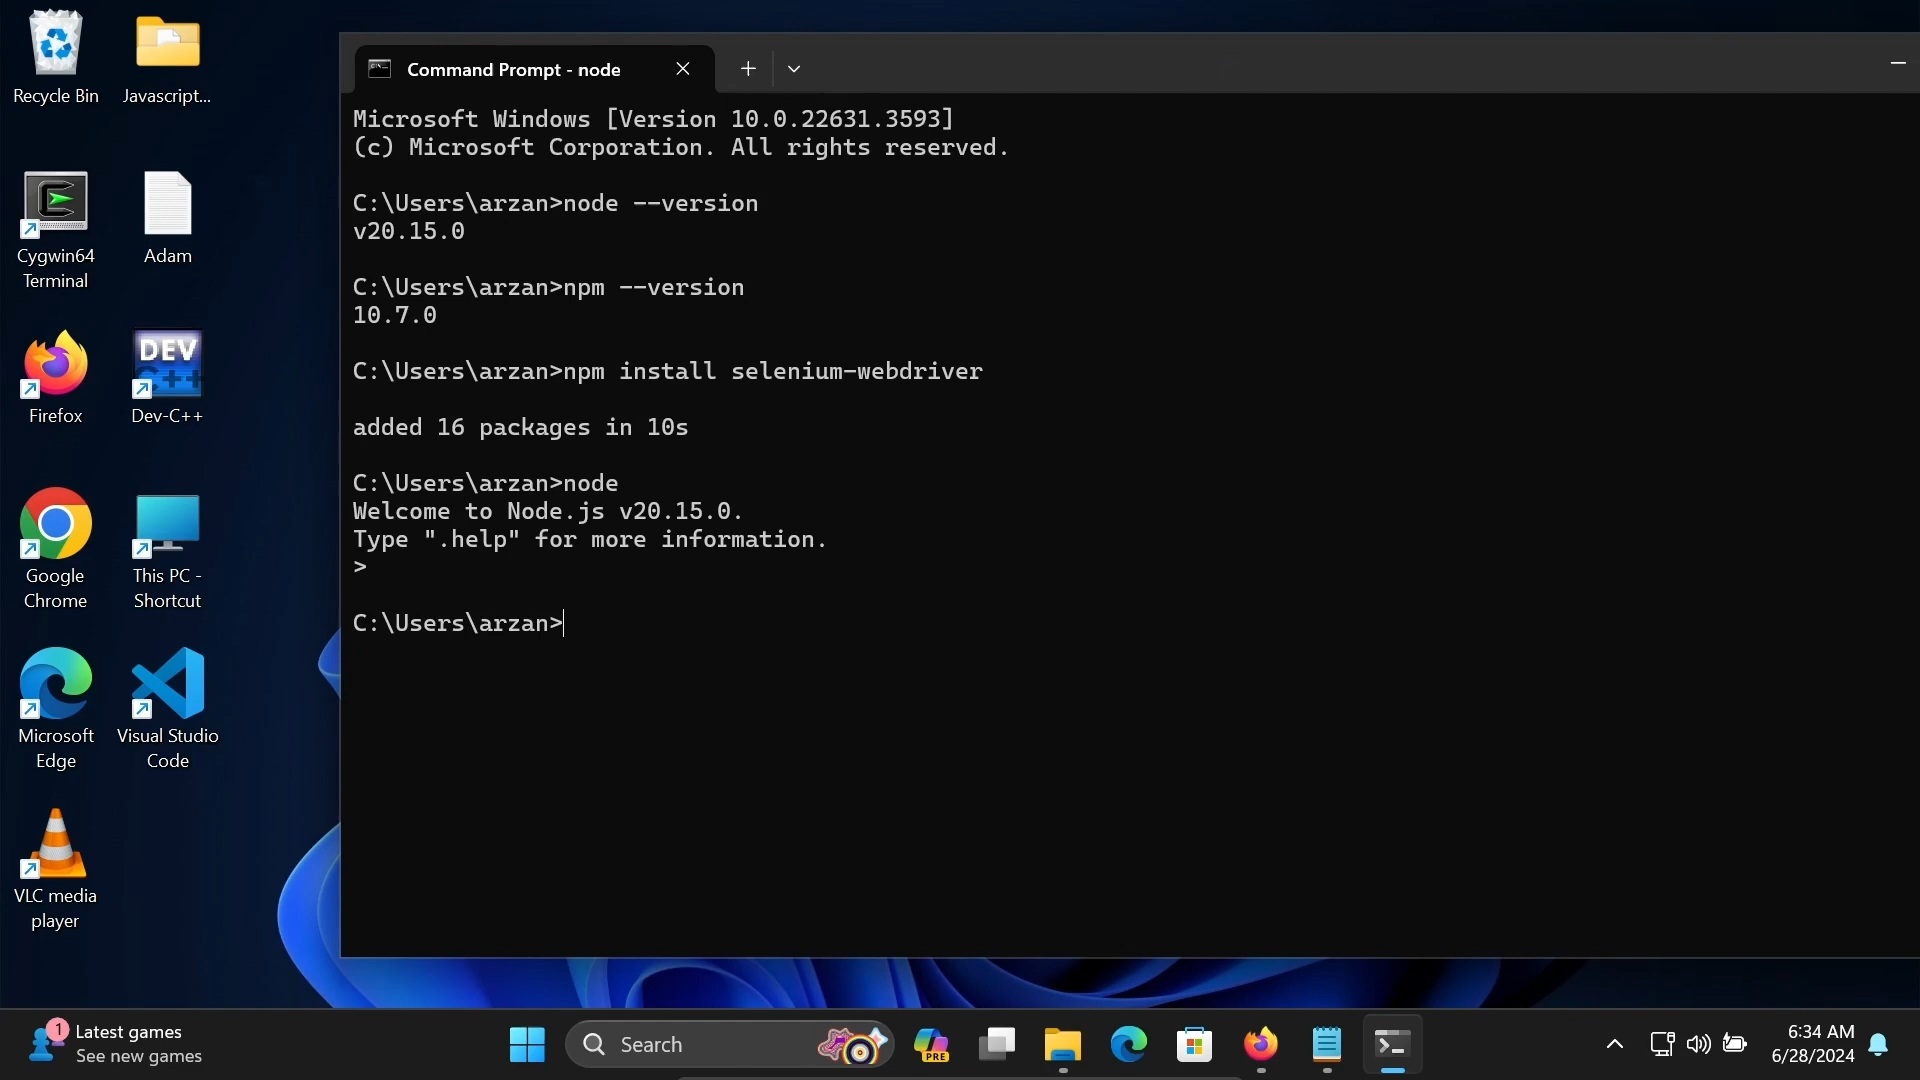 Recycle Bin
Javascript...
Cygwin64
Terminal
Adam
Firefox
DEV
C++
Dev-C++
Google
Chrome
This PC -
Shortcut
Microsoft
Edge
Visual Studio
Code
VLC media
player
Command Prompt - node
Microsoft Windows [Version 10.0.22631.3593]
(c) Microsoft Corporation. All rights reserved.
C:\Users\arzan>node --version
v20.15.0
C:\Users\arzan>npm --version
10.7.0
C:\Users\arzan>npm install selenium-webdriver
added 16 packages in 10s
C:\Users\arzan>node
Welcome to Node.js v20.15.0.
Type ".help" for more information.
>
C:\Users\arzan>
1
Latest games
See new games
Search
PRE
6:34 AM
6/28/2024